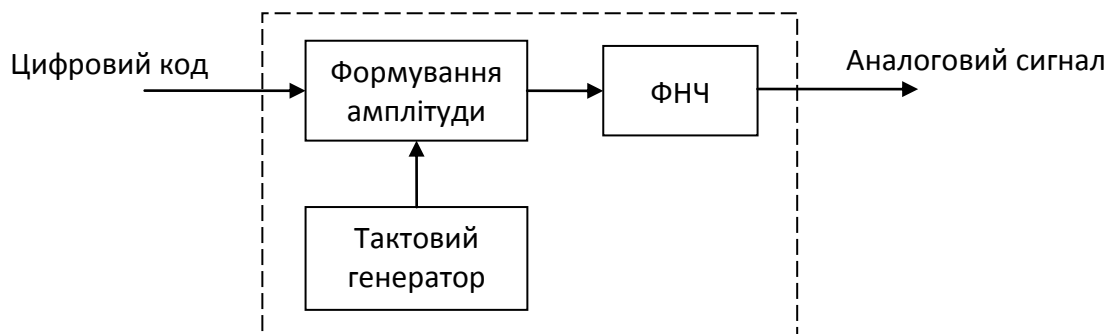 Цифровий код
Формування
амплітуди
ФНЧ
Аналоговий сигнал
Тактовий
генератор